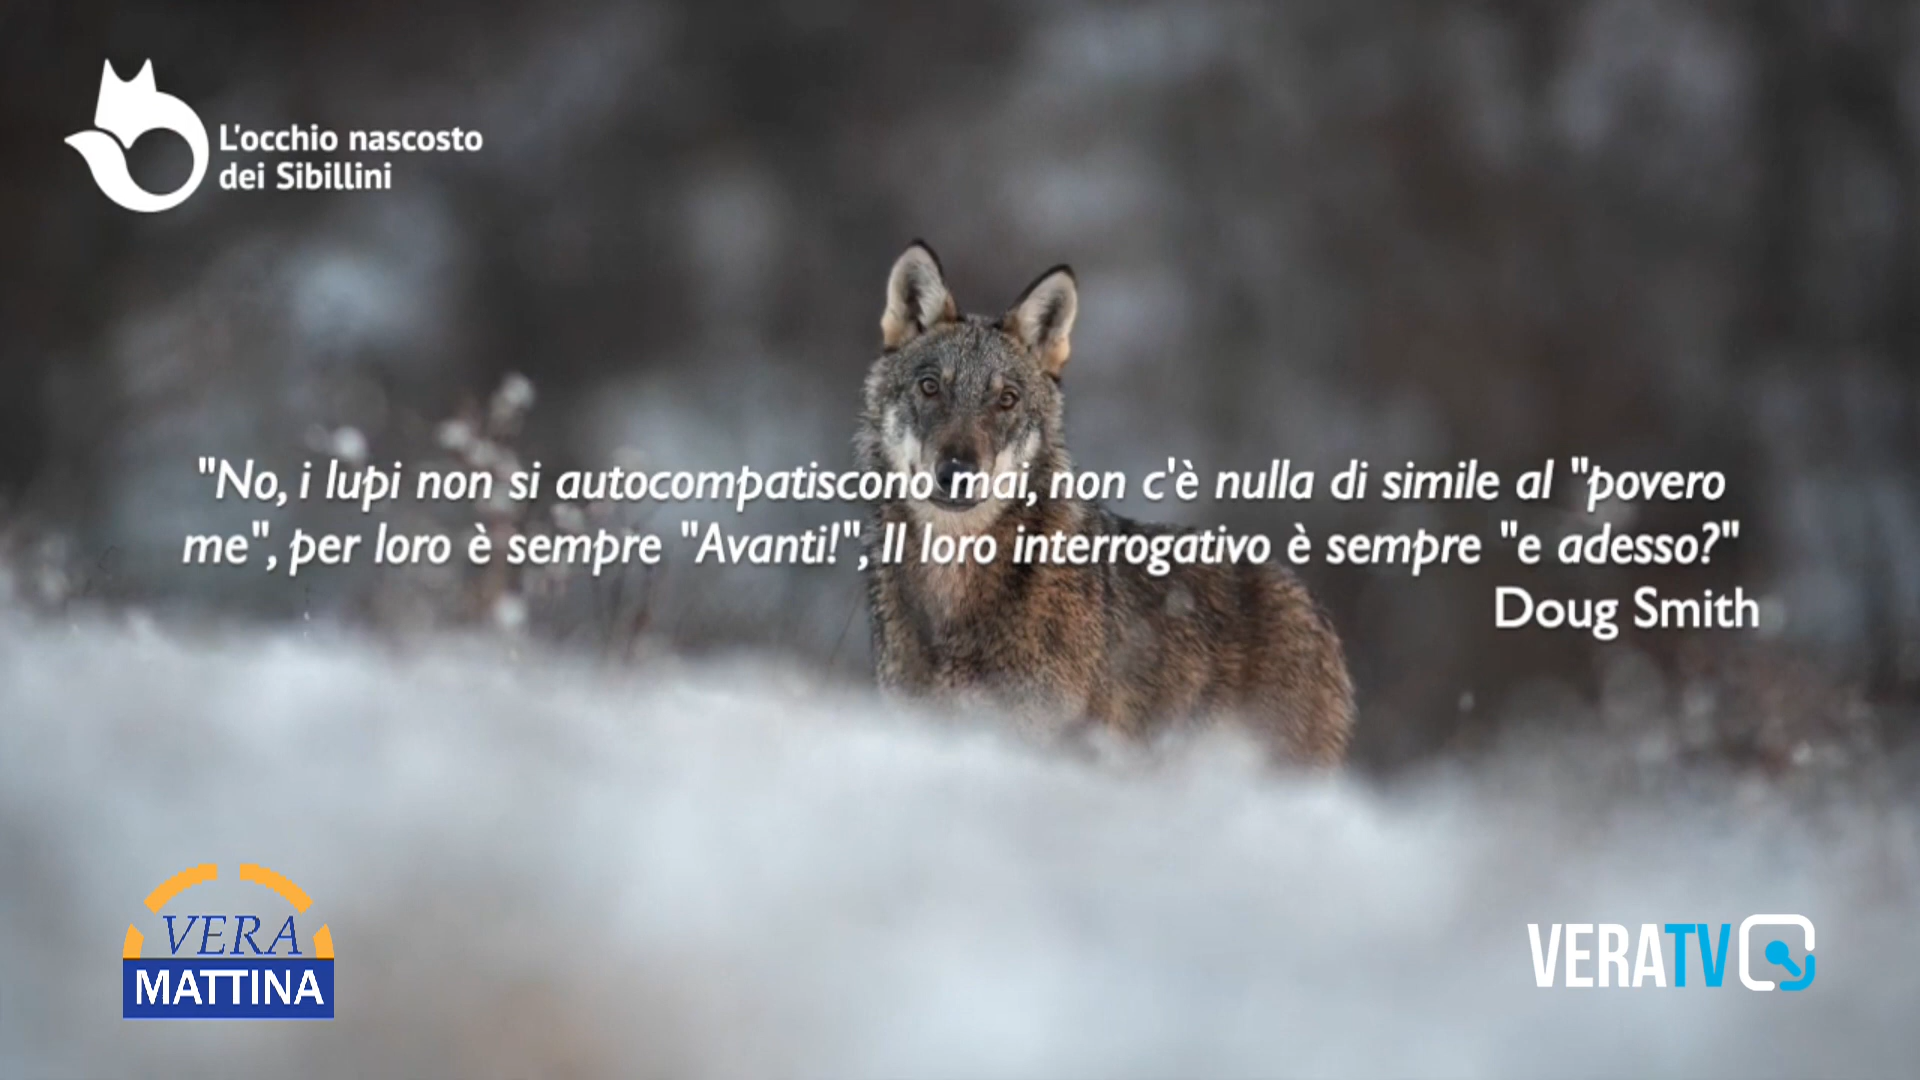 L'occhio nascosto
dei Sibillini
"No, i lupi non si autocompatiscono mai, non c'è nulla di simile al "povero
me", per loro è sempre "Avanti!", Il loro interrogativo è sempre "e adesso?"
Doug Smith
VERA
MATTINA
VERATV